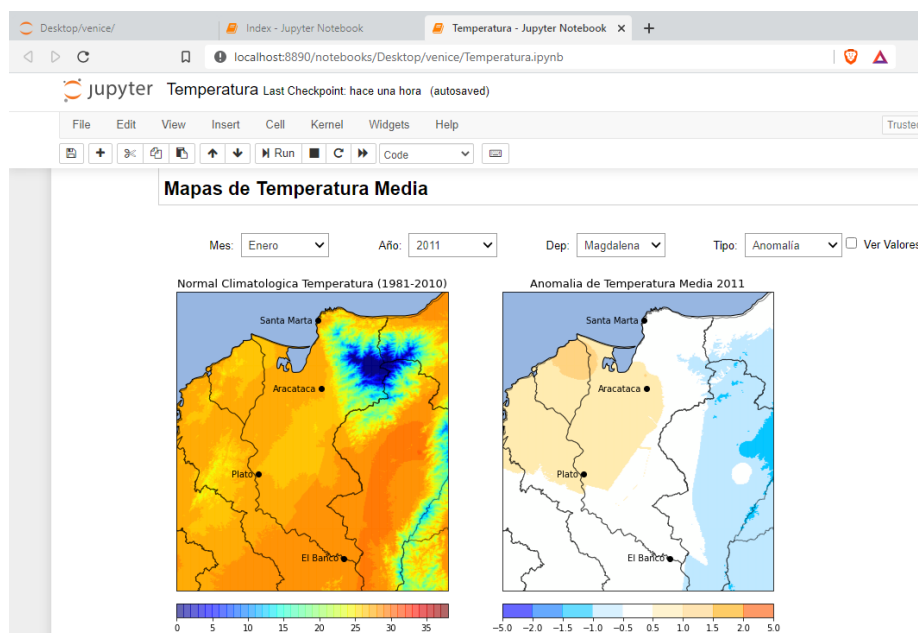 Desktop/venice/ Index - Jupyter Notebook Temperatura - Jupyter Notebook
localhost:8890/notebooks/Desktop/venice/Temperatura.ipynb
jupyter Temperatura Last Checkpoint: hace una hora (autosaved)
File Edit View Insert Cell Kernel Widgets Help Trusted
Run Code
Mapas de Temperatura Media
Mes: Enero Año: 2011 Dep: Magdalena Tipo: Anomalía Ver Valores
Normal Climatologica Temperatura (1981-2010) Anomalia de Temperatura Media 2011
Santa Marta Santa Marta
Aracataca Aracataca
Plato Plato
El Banco El Banco
0 5 10 15 20 25 30 35 −5.0 −2.0 −1.5 −1.0 −0.5 0.5 1.0 1.5 2.0 5.0